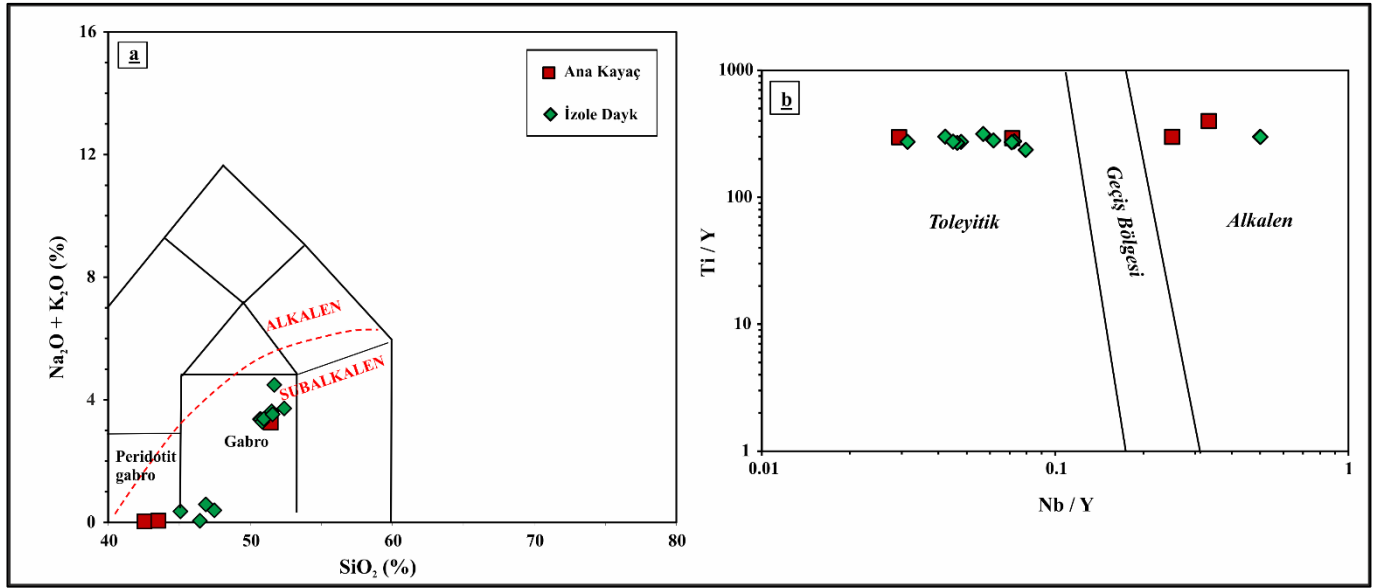 a
Ana Kayaç
İzole Dayk
16
12
8
4
0
Na₂O + K₂O (%)
ALKALEN
SUBALKALEN
Gabro
Peridotit
gabro
40
50
60
70
80
SiO₂ (%)
b
1000
100
10
1
Ti / Y
Toleyitik
Geçiş Bölgesi
Alkalen
0.01
0.1
1
Nb / Y